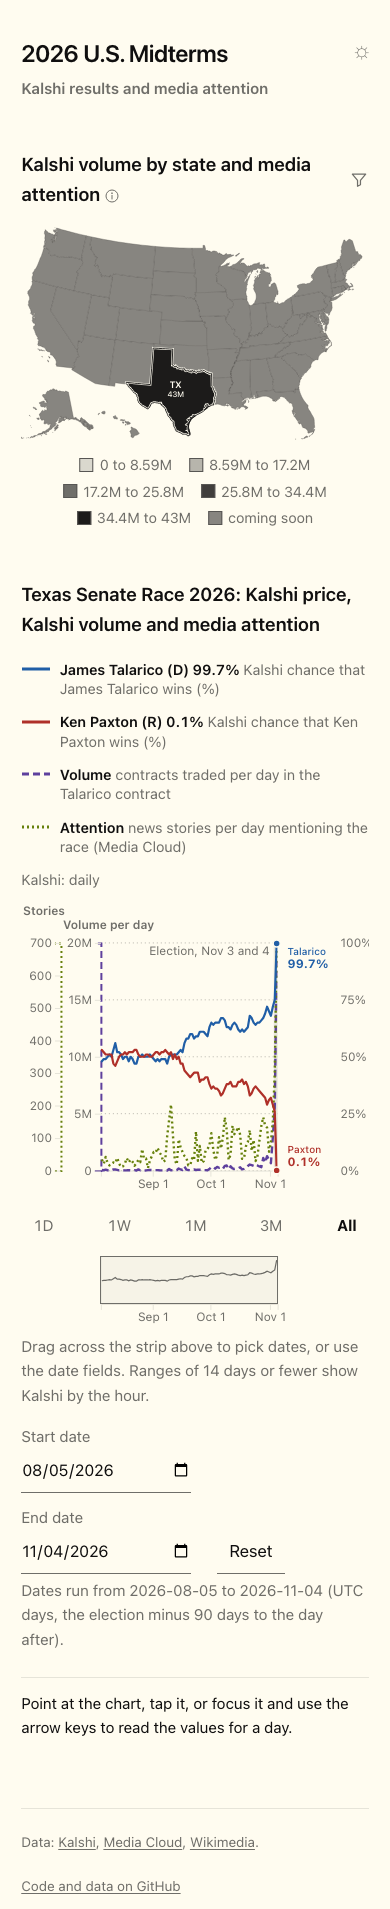 2026 U.S. Midterms
Kalshi results and media attention
Kalshi volume by state and media
attention
TX
43M
0 to 8.59M
8.59M to 17.2M
17.2M to 25.8M
25.8M to 34.4M
34.4M to 43M
coming soon
Texas Senate Race 2026: Kalshi price,
Kalshi volume and media attention
James Talarico (D) 99.7% Kalshi chance that
James Talarico wins (%)
Ken Paxton (R) 0.1% Kalshi chance that Ken
Paxton wins (%)
Volume contracts traded per day in the
Talarico contract
Attention news stories per day mentioning the
race (Media Cloud)
Kalshi: daily
Stories
Volume per day
700
600
500
400
300
200
100
0
20M
15M
10M
5M
0
Election, Nov 3 and 4
Talarico
99.7%
Paxton
0.1%
100%
75%
50%
25%
0%
Sep 1
Oct 1
Nov 1
1D
1W
1M
3M
All
Sep 1
Oct 1
Nov 1
Drag across the strip above to pick dates, or use
the date fields. Ranges of 14 days or fewer show
Kalshi by the hour.
Start date
08/05/2026
End date
11/04/2026
Reset
Dates run from 2026-08-05 to 2026-11-04 (UTC
days, the election minus 90 days to the day
after).
Point at the chart, tap it, or focus it and use the
arrow keys to read the values for a day.
Data: Kalshi, Media Cloud, Wikimedia.
Code and data on GitHub